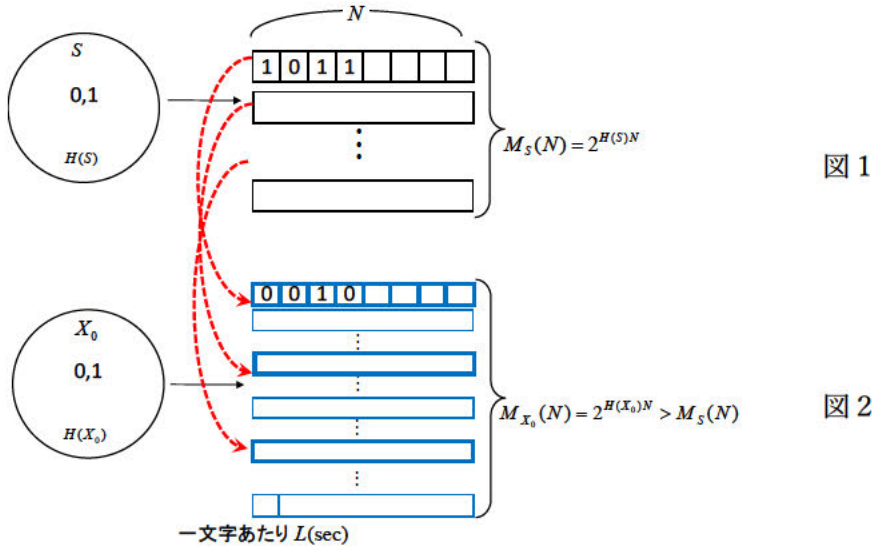 N
S
0,1
H(S)
1 0 1 1
⋮
M_S(N) = 2^{H(S)N}
図 1
X_0
0,1
H(X_0)
0 0 1 0
⋮
⋮
⋮
⋮
M_{X_0}(N) = 2^{H(X_0)N} > M_S(N)
図 2
一文字あたり L(sec)